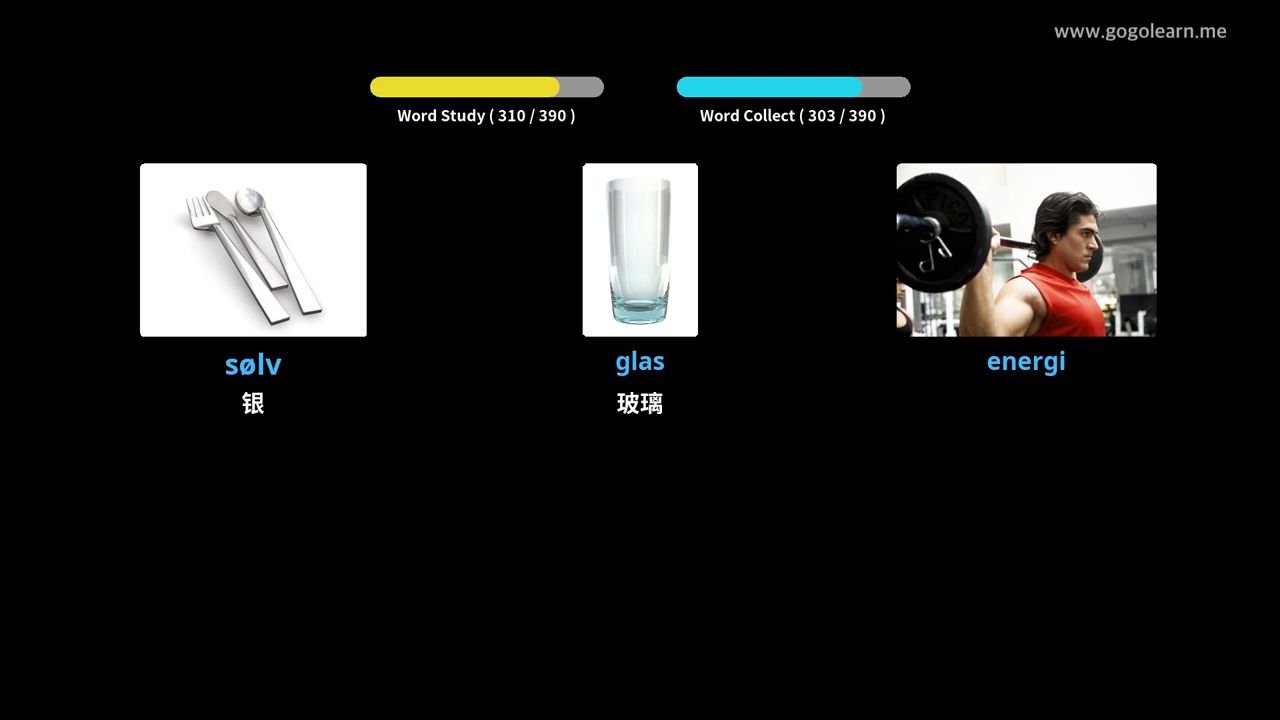 www.gogolearn.me
Word Study ( 310 / 390 )
Word Collect ( 303 / 390 )
sølv
银
glas
玻璃
energi